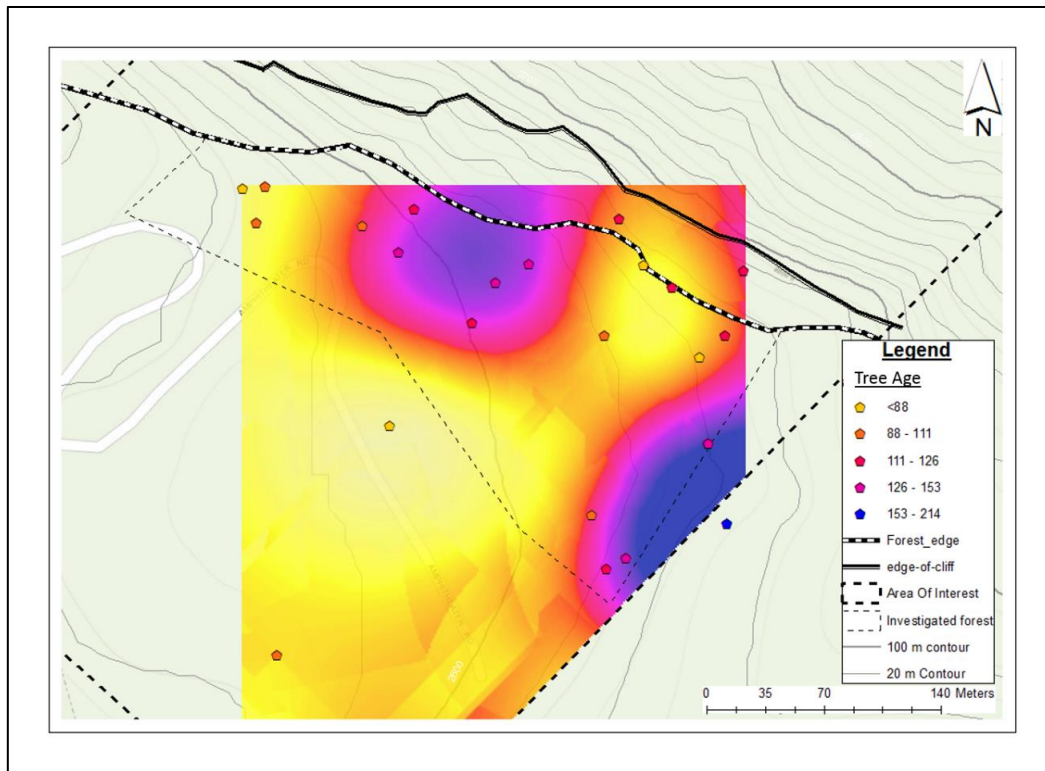 N
Legend
Tree Age
<88
88 - 111
111 - 126
126 - 153
153 - 214
Forest_edge
edge-of-cliff
Area Of Interest
Investigated forest
100 m contour
20 m Contour
2600
0 35 70 140 Meters